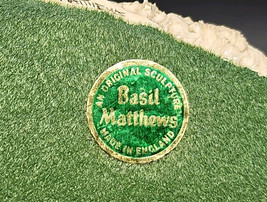 AN ORIGINAL SCULPTURE
Basil
Matthews
MADE IN ENGLAND